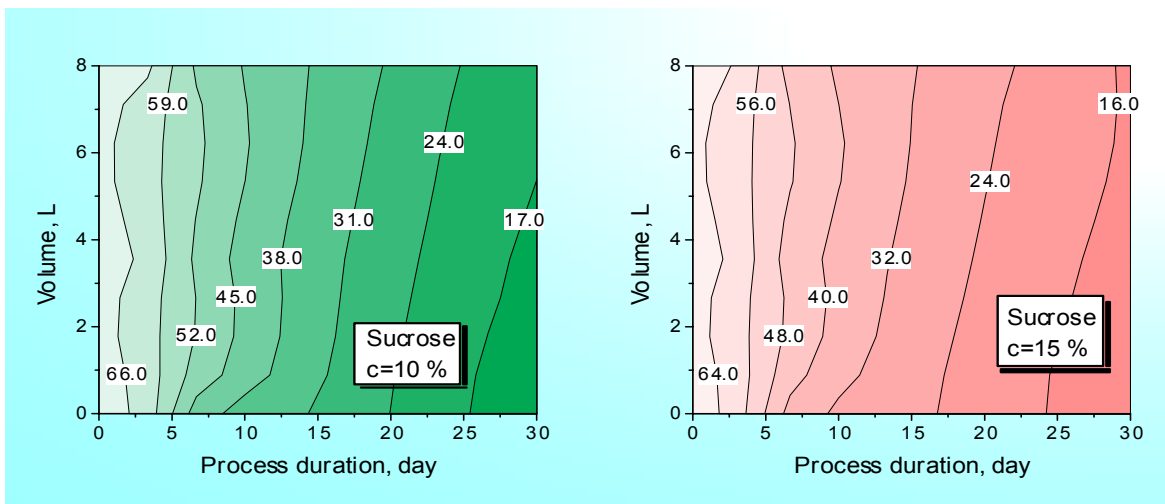 8
6
4
2
0
Volume, L
59.0
24.0
31.0
17.0
38.0
45.0
52.0
66.0
Sucrose
c=10 %
0 5 10 15 20 25 30
Process duration, day
8
6
4
2
0
Volume, L
56.0
16.0
24.0
32.0
40.0
48.0
64.0
Sucrose
c=15 %
0 5 10 15 20 25 30
Process duration, day